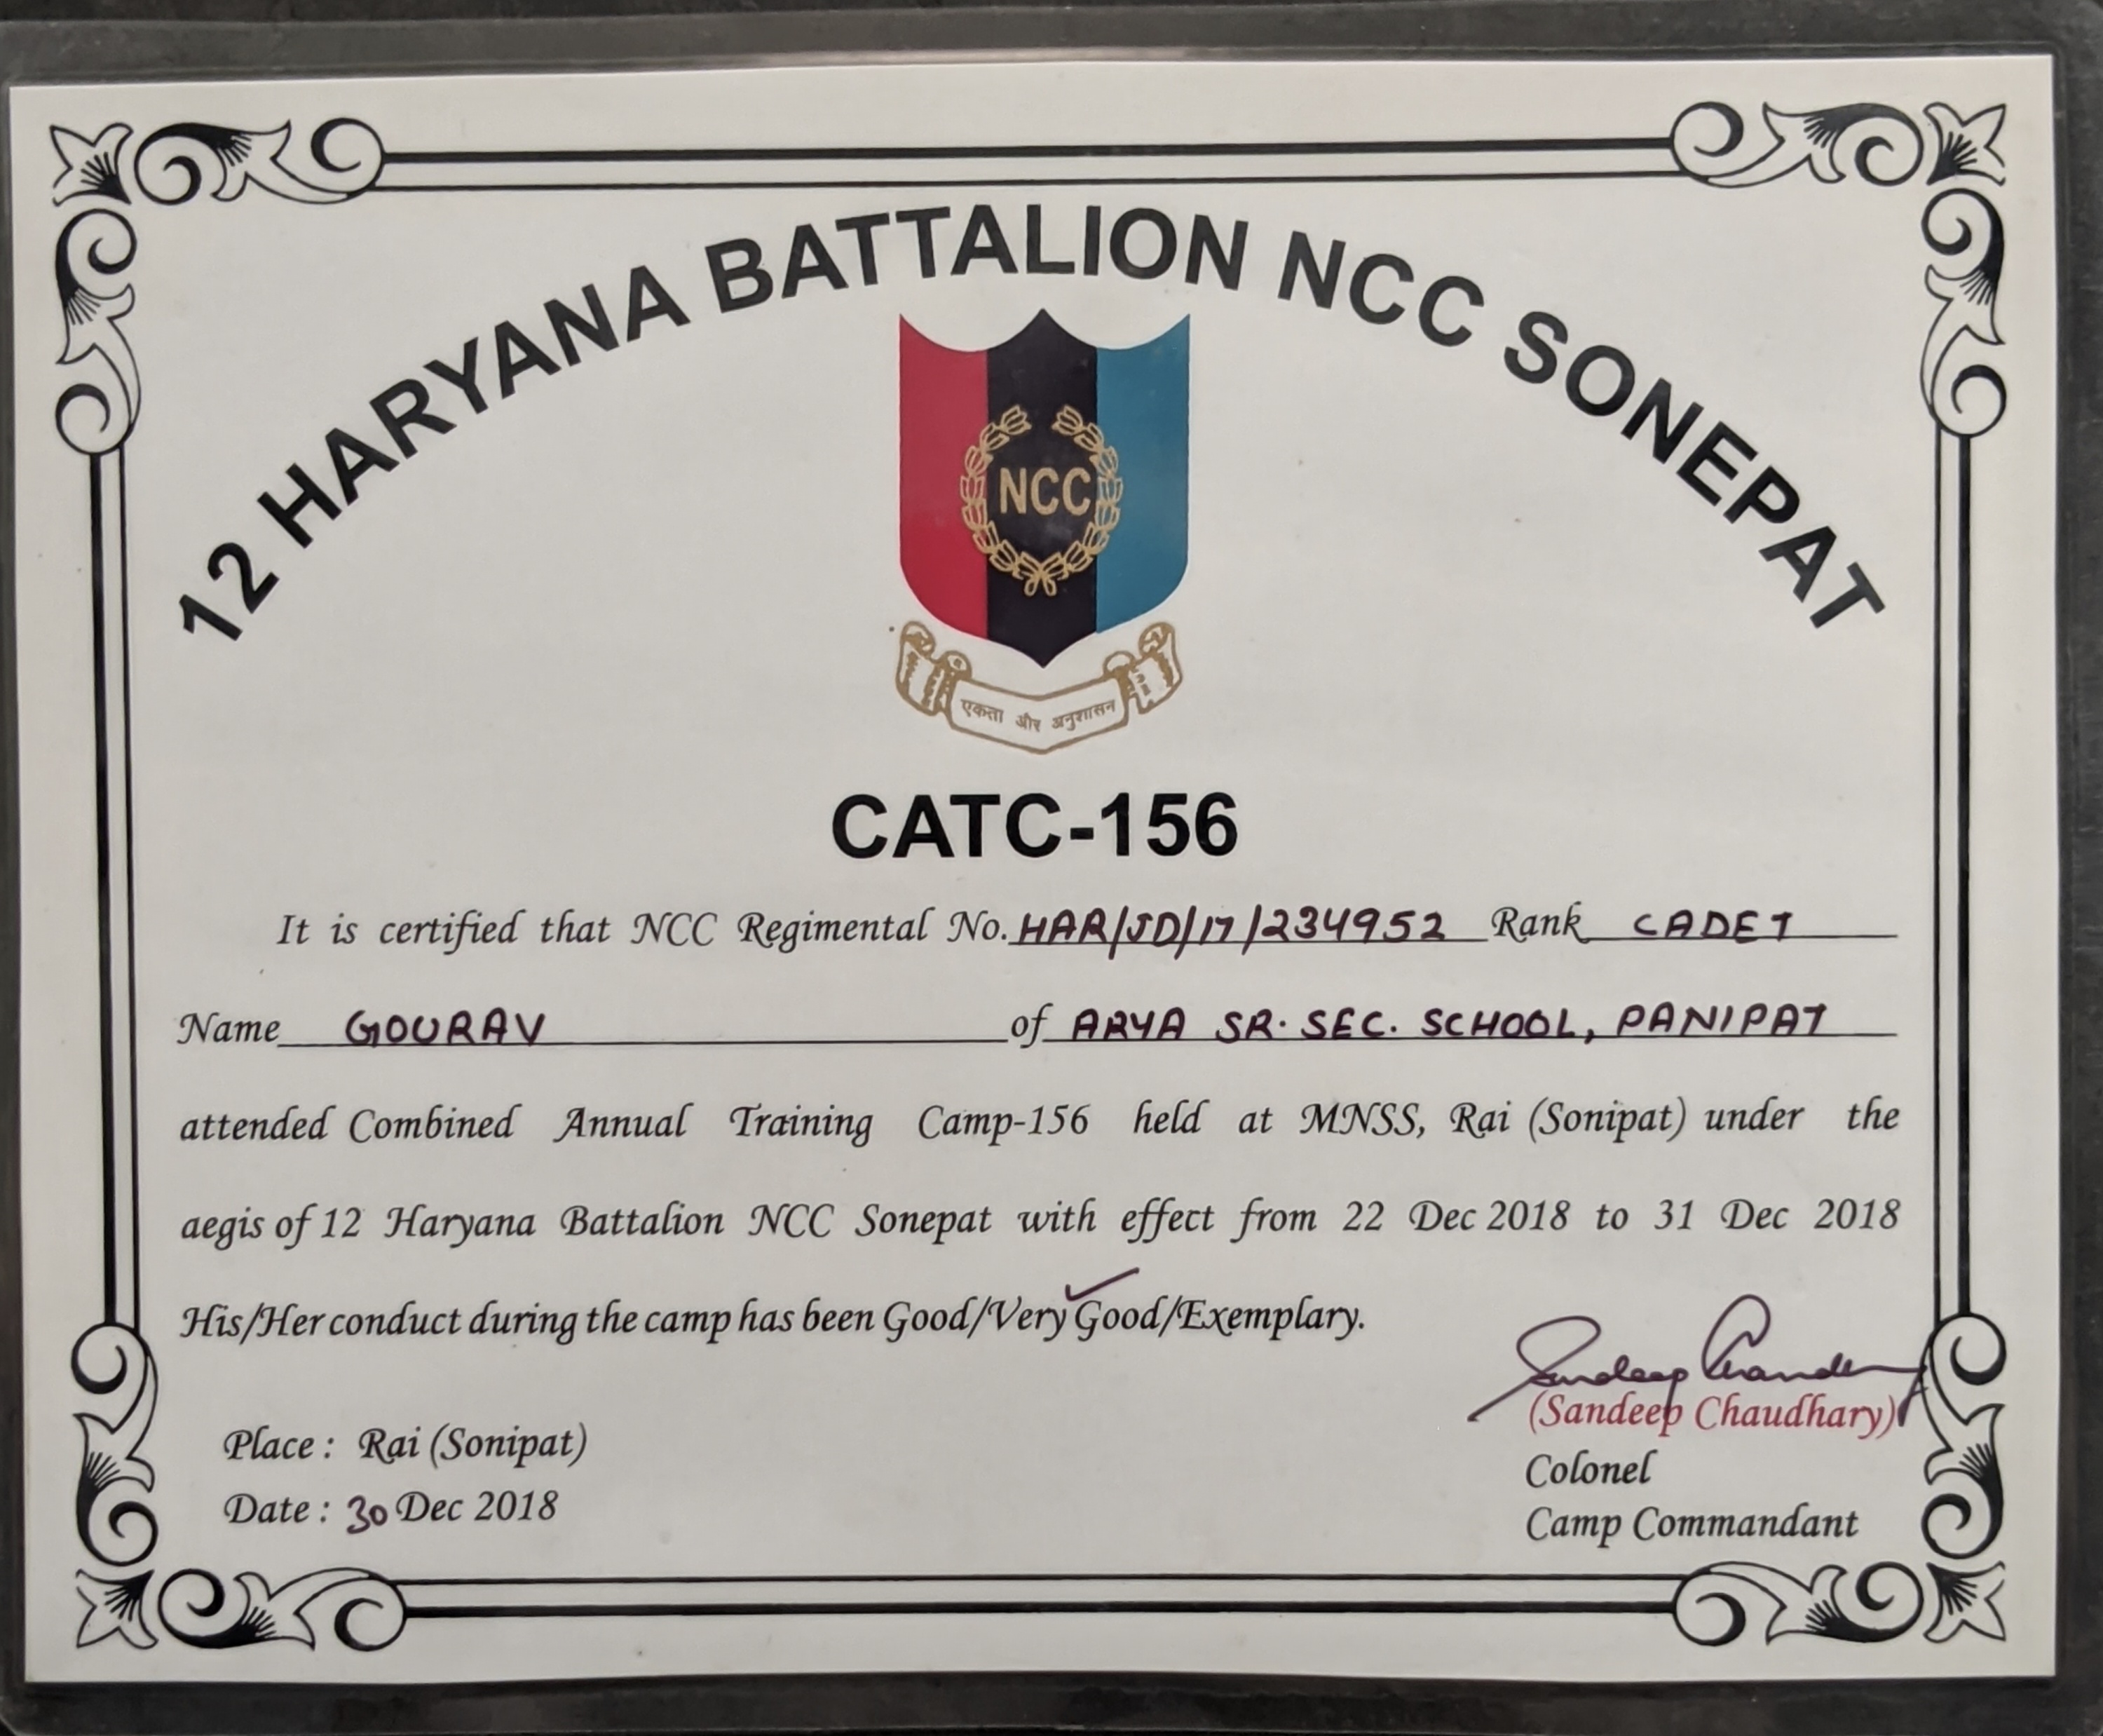 12 HARYANA BATTALION NCC SONEPAT
NCC
एकता और अनुशासन
CATC-156
It is certified that NCC Regimental No. HAR/JD/17/234952 Rank CADET
Name GOURAV of ARYA SR. SEC. SCHOOL, PANIPAT
attended Combined Annual Training Camp-156 held at MNSS, Rai (Sonipat) under the
aegis of 12 Haryana Battalion NCC Sonepat with effect from 22 Dec 2018 to 31 Dec 2018
His/Her conduct during the camp has been Good/Very Good/Exemplary.
Sandeep Chaudhary
(Sandeep Chaudhary)
Colonel
Camp Commandant
Place : Rai (Sonipat)
Date : 30 Dec 2018